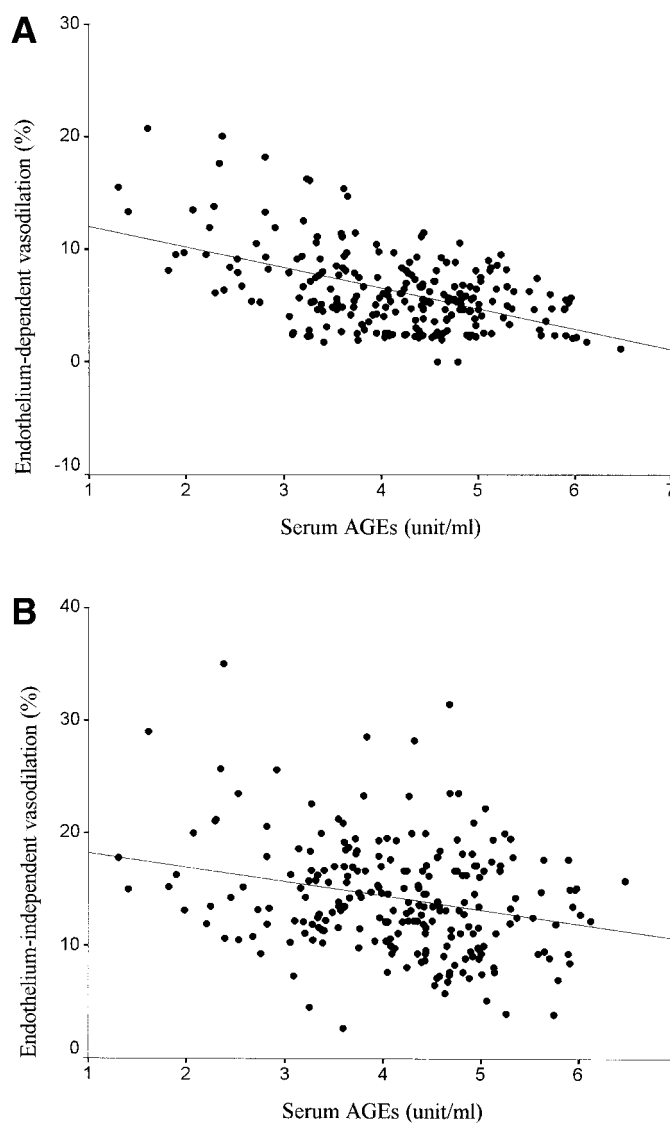 A
Endothelium-dependent vasodilation (%)
30
20
10
0
-10
1 2 3 4 5 6 7
Serum AGEs (unit/ml)
B
Endothelium-independent vasodilation (%)
40
30
20
10
0
1 2 3 4 5 6
Serum AGEs (unit/ml)